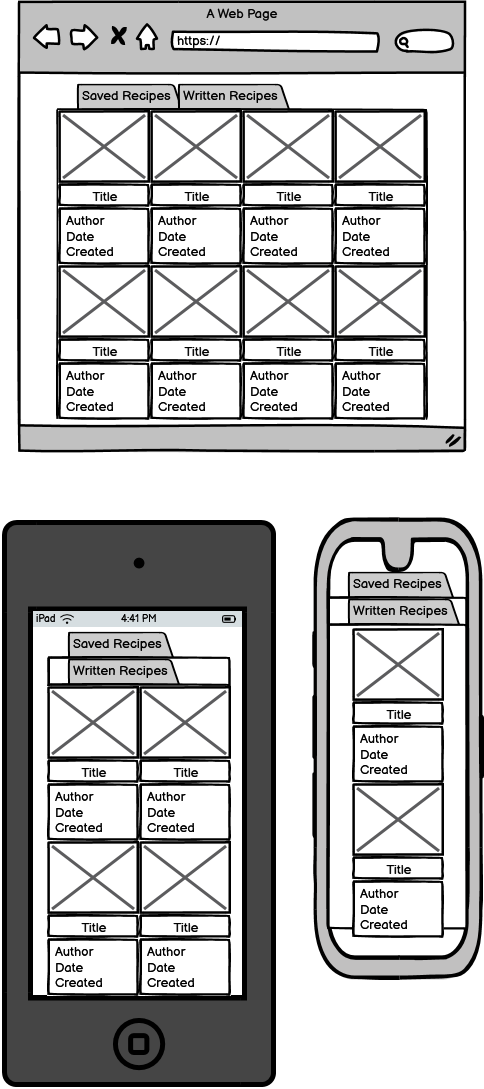 A Web Page
https://
Saved Recipes Written Recipes
Title Title Title Title
Author Author Author Author
Date Date Date Date
Created Created Created Created
Title Title Title Title
Author Author Author Author
Date Date Date Date
Created Created Created Created
iPad 4:41 PM
Saved Recipes
Written Recipes
Title Title
Author Author
Date Date
Created Created
Title Title
Author Author
Date Date
Created Created
Saved Recipes
Written Recipes
Title
Author
Date
Created
Title
Author
Date
Created